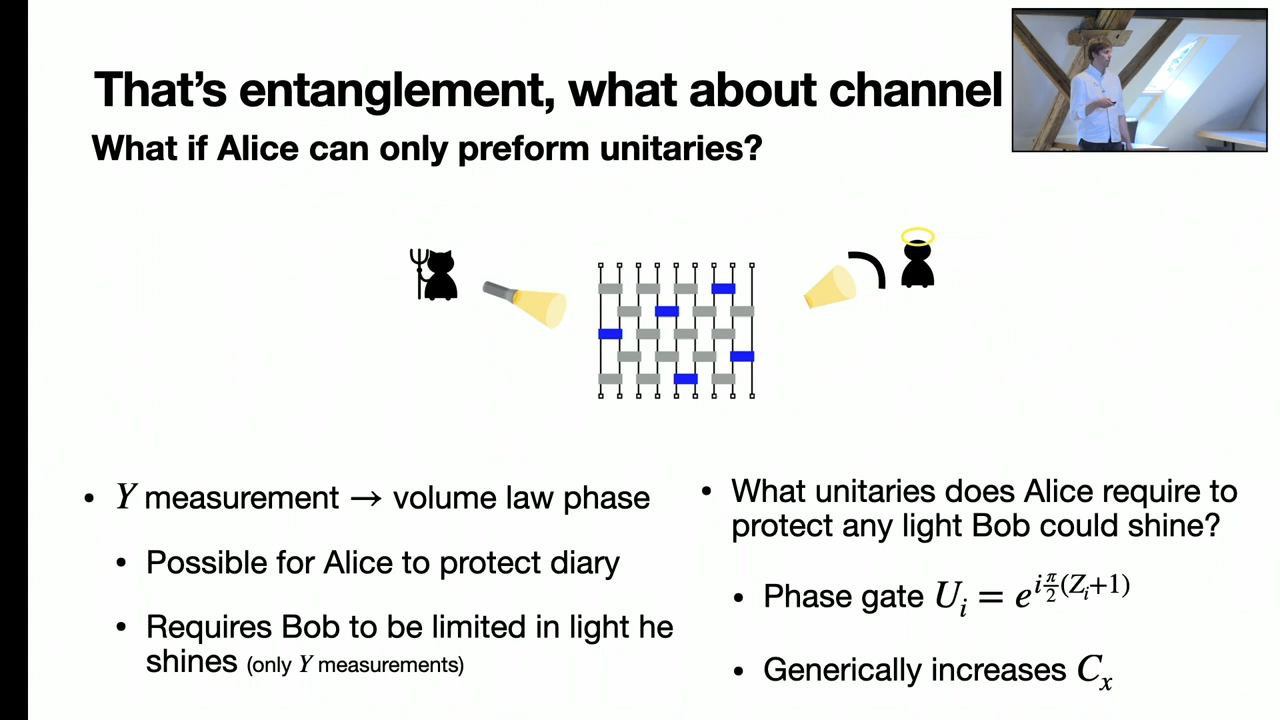 That's entanglement, what about channel
What if Alice can only preform unitaries?
• Y measurement → volume law phase
• Possible for Alice to protect diary
• Requires Bob to be limited in light he
shines (only Y measurements)
• What unitaries does Alice require to
protect any light Bob could shine?
• Phase gate U_i = e^{i\frac{π}{2}(Z_i+1)}
• Generically increases C_x